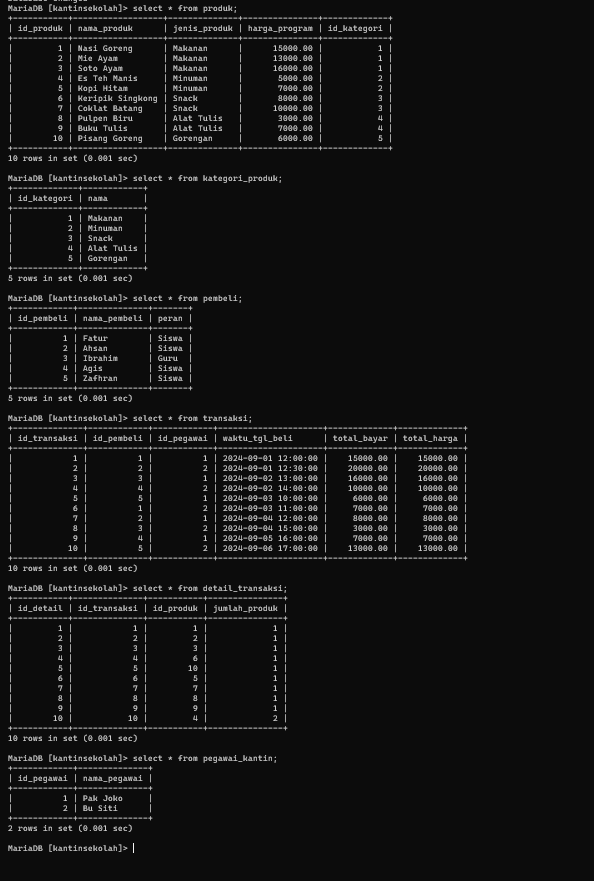 MariaDB [kantinsekolah]> select * from produk;
+-----------+------------------+--------------+---------------+-------------+
| id_produk | nama_produk      | jenis_produk | harga_program | id_kategori |
+-----------+------------------+--------------+---------------+-------------+
|         1 | Nasi Goreng      | Makanan      |      15000.00 |           1 |
|         2 | Mie Ayam         | Makanan      |      13000.00 |           1 |
|         3 | Soto Ayam        | Makanan      |      16000.00 |           1 |
|         4 | Es Teh Manis     | Minuman      |       5000.00 |           2 |
|         5 | Kopi Hitam       | Minuman      |       7000.00 |           2 |
|         6 | Keripik Singkong | Snack        |       8000.00 |           3 |
|         7 | Coklat Batang    | Snack        |      10000.00 |           3 |
|         8 | Pulpen Biru      | Alat Tulis   |       3000.00 |           4 |
|         9 | Buku Tulis       | Alat Tulis   |       7000.00 |           4 |
|        10 | Pisang Goreng    | Gorengan     |       6000.00 |           5 |
+-----------+------------------+--------------+---------------+-------------+
10 rows in set (0.001 sec)
MariaDB [kantinsekolah]> select * from kategori_produk;
+-------------+------------+
| id_kategori | nama       |
+-------------+------------+
|           1 | Makanan    |
|           2 | Minuman    |
|           3 | Snack      |
|           4 | Alat Tulis |
|           5 | Gorengan   |
+-------------+------------+
5 rows in set (0.001 sec)
MariaDB [kantinsekolah]> select * from pembeli;
+------------+--------------+-------+
| id_pembeli | nama_pembeli | peran |
+------------+--------------+-------+
|          1 | Fatur        | Siswa |
|          2 | Ahsan        | Siswa |
|          3 | Ibrahim      | Guru  |
|          4 | Agis         | Siswa |
|          5 | Zafhran      | Siswa |
+------------+--------------+-------+
5 rows in set (0.001 sec)
MariaDB [kantinsekolah]> select * from transaksi;
+--------------+------------+------------+---------------------+-------------+-------------+
| id_transaksi | id_pembeli | id_pegawai | waktu_tgl_beli      | total_bayar | total_harga |
+--------------+------------+------------+---------------------+-------------+-------------+
|            1 |          1 |          1 | 2024-09-01 12:00:00 |    15000.00 |    15000.00 |
|            2 |          2 |          2 | 2024-09-01 12:30:00 |    20000.00 |    20000.00 |
|            3 |          3 |          1 | 2024-09-02 13:00:00 |    16000.00 |    16000.00 |
|            4 |          4 |          2 | 2024-09-02 14:00:00 |    10000.00 |    10000.00 |
|            5 |          5 |          1 | 2024-09-03 10:00:00 |     6000.00 |     6000.00 |
|            6 |          1 |          2 | 2024-09-03 11:00:00 |     7000.00 |     7000.00 |
|            7 |          2 |          1 | 2024-09-04 12:00:00 |     8000.00 |     8000.00 |
|            8 |          3 |          2 | 2024-09-04 15:00:00 |     3000.00 |     3000.00 |
|            9 |          4 |          1 | 2024-09-05 16:00:00 |     7000.00 |     7000.00 |
|           10 |          5 |          2 | 2024-09-06 17:00:00 |    13000.00 |    13000.00 |
+--------------+------------+------------+---------------------+-------------+-------------+
10 rows in set (0.001 sec)
MariaDB [kantinsekolah]> select * from detail_transaksi;
+-----------+--------------+-----------+---------------+
| id_detail | id_transaksi | id_produk | jumlah_produk |
+-----------+--------------+-----------+---------------+
|         1 |            1 |         1 |             1 |
|         2 |            2 |         2 |             1 |
|         3 |            3 |         3 |             1 |
|         4 |            4 |         6 |             1 |
|         5 |            5 |        10 |             1 |
|         6 |            6 |         5 |             1 |
|         7 |            7 |         7 |             1 |
|         8 |            8 |         8 |             1 |
|         9 |            9 |         9 |             1 |
|        10 |           10 |         4 |             2 |
+-----------+--------------+-----------+---------------+
10 rows in set (0.001 sec)
MariaDB [kantinsekolah]> select * from pegawai_kantin;
+------------+--------------+
| id_pegawai | nama_pegawai |
+------------+--------------+
|          1 | Pak Joko     |
|          2 | Bu Siti      |
+------------+--------------+
2 rows in set (0.001 sec)
MariaDB [kantinsekolah]>